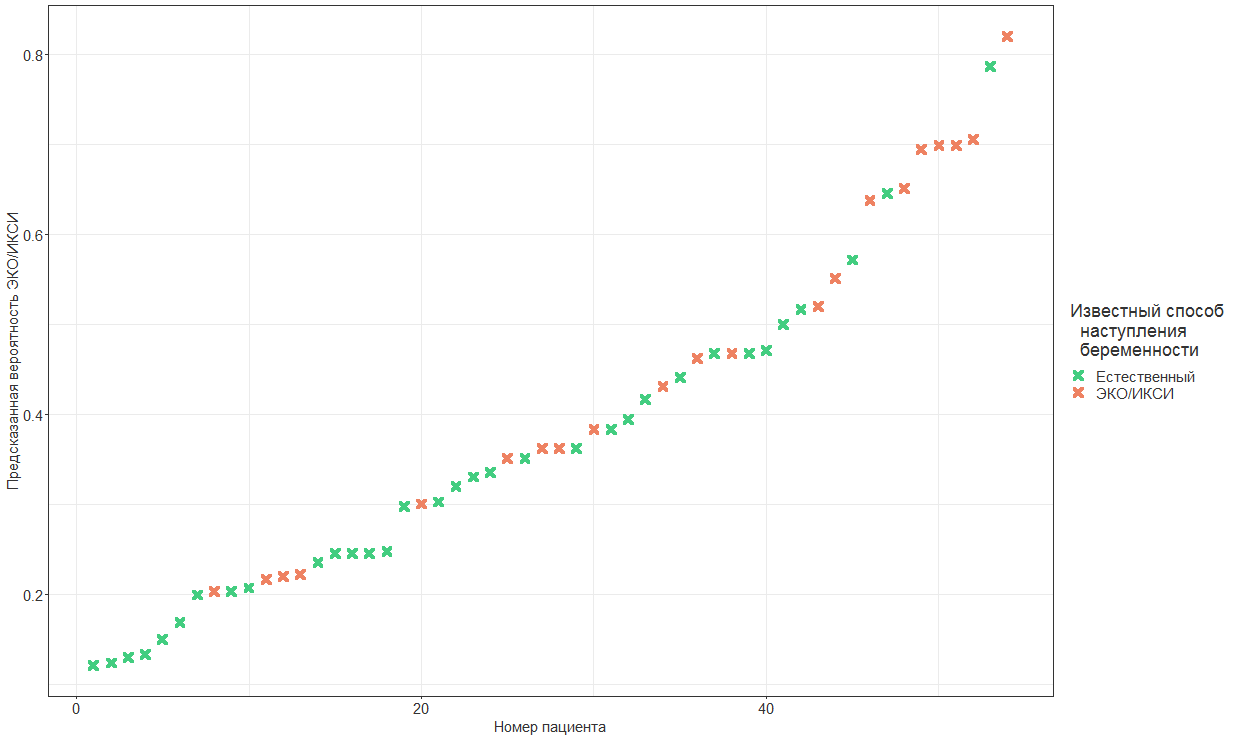 Предсказанная вероятность ЭКО/ИКСИ
0.8
0.6
0.4
0.2
0
20
40
Номер пациента
Известный способ
наступления
беременности
Естественный
ЭКО/ИКСИ